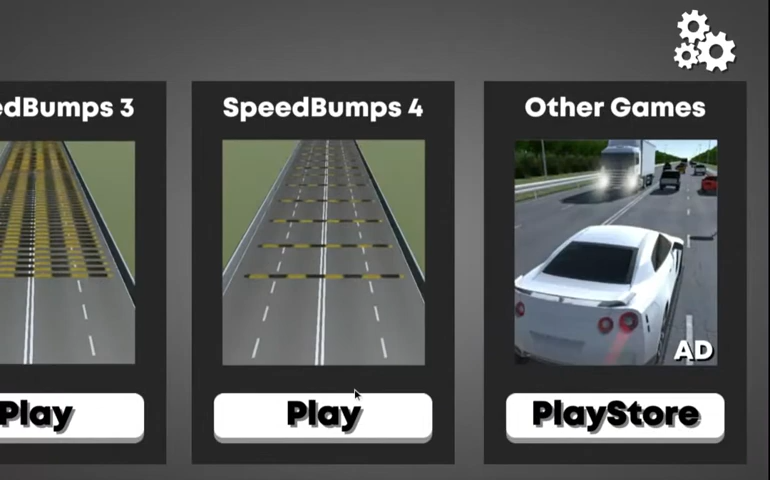 edBumps 3
SpeedBumps 4
Other Games
AD
Play
Play
PlayStore